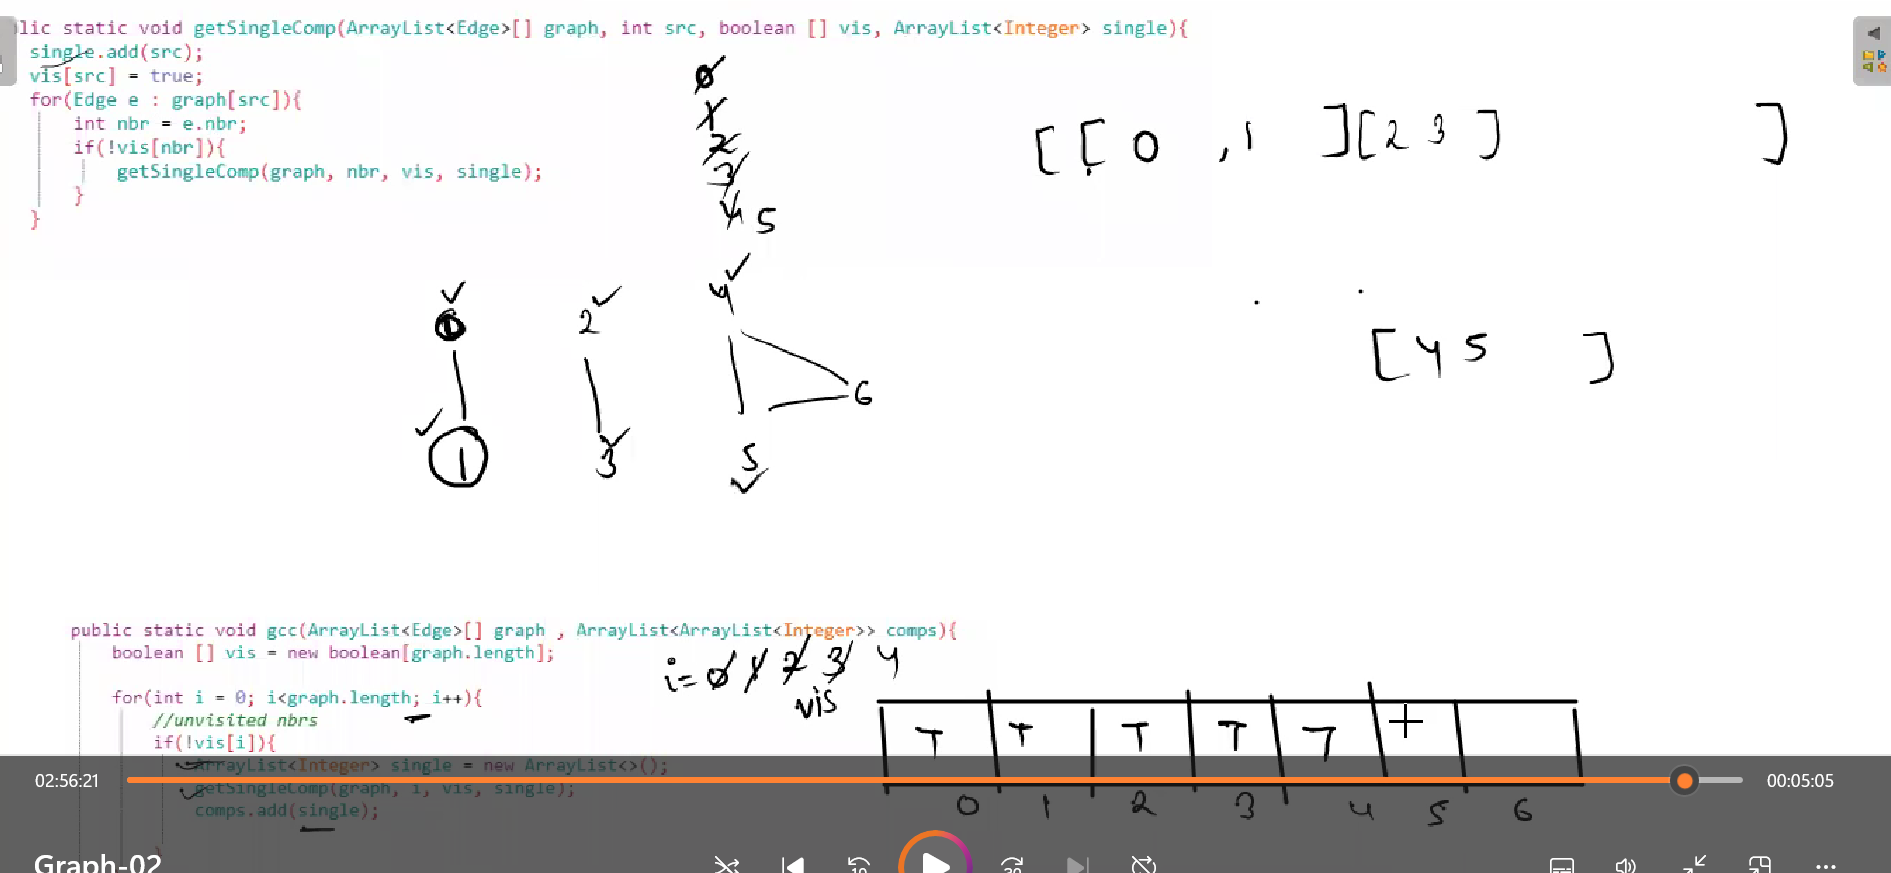 lic static void getSingleComp(ArrayList<Edge>[] graph, int src, boolean [] vis, ArrayList<Integer> single){
single.add(src);
vis[src] = true;
for(Edge e : graph[src]){
int nbr = e.nbr;
if(!vis[nbr]){
getSingleComp(graph, nbr, vis, single);
}
}
0
1
2
3
4 5
[[ 0 , 1 ][ 2 3 ] ]
0 2 4
6
1 3 5
[ 4 5 ]
public static void gcc(ArrayList<Edge>[] graph , ArrayList<ArrayList<Integer>> comps){
boolean [] vis = new boolean[graph.length];
i= 0 1 2 3 4
for(int i = 0; i<graph.length; i++){
vis
//unvisited nbrs
if(!vis[i]){
T T T T T T
ArrayList<Integer> single = new ArrayList<>();
getSingleComp(graph, i, vis, single);
comps.add(single);
}
0 1 2 3 4 5 6
02:56:21
00:05:05
Graph-02
10
30